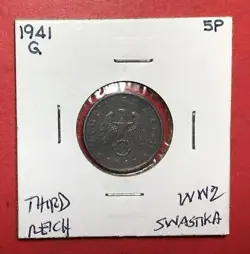 1941 5P
G
THIRD WW2
REICH SWASTIKA